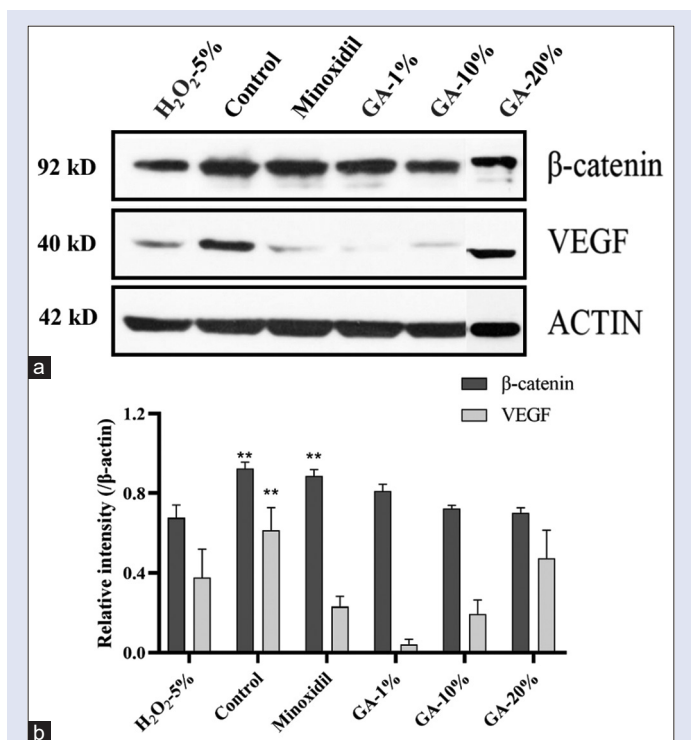 H₂O₂-5% Control Minoxidil GA-1% GA-10% GA-20%
92 kD β-catenin
40 kD VEGF
42 kD ACTIN
a
β-catenin
VEGF
Relative intensity (/β-actin)
1.2
0.8
0.4
0.0
** ** **
H₂O₂-5% Control Minoxidil GA-1% GA-10% GA-20%
b